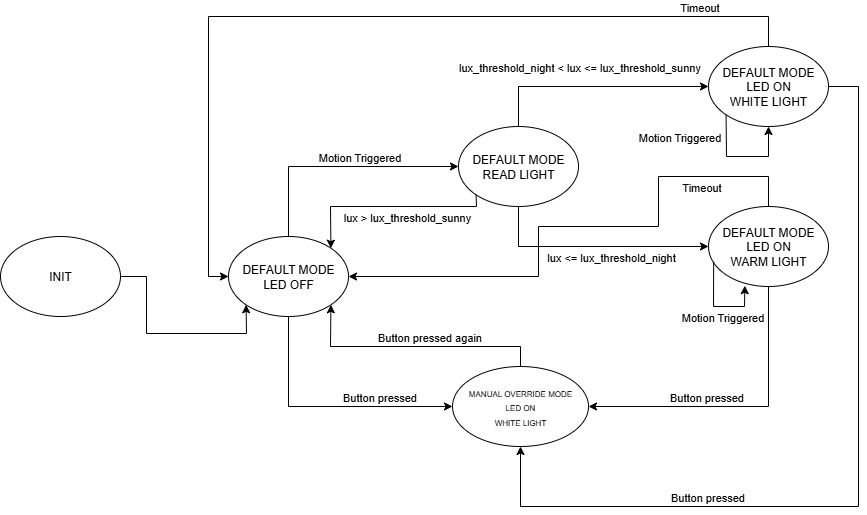 Timeout
lux_threshold_night < lux <= lux_threshold_sunny
DEFAULT MODE
LED ON
WHITE LIGHT
Motion Triggered
Motion Triggered
DEFAULT MODE
READ LIGHT
Timeout
lux > lux_threshold_sunny
DEFAULT MODE
LED ON
WARM LIGHT
lux <= lux_threshold_night
INIT
DEFAULT MODE
LED OFF
Motion Triggered
Button pressed again
MANUAL OVERRIDE MODE
LED ON
WHITE LIGHT
Button pressed
Button pressed
Button pressed